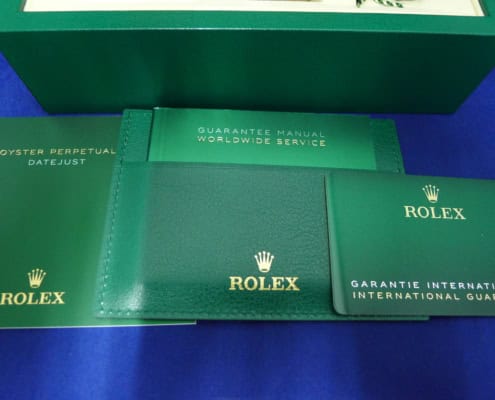 OYSTER PERPETUAL
DATEJUST
ROLEX
GUARANTEE MANUAL
WORLDWIDE SERVICE
ROLEX
ROLEX
GARANTIE INTERNATI
INTERNATIONAL GUA